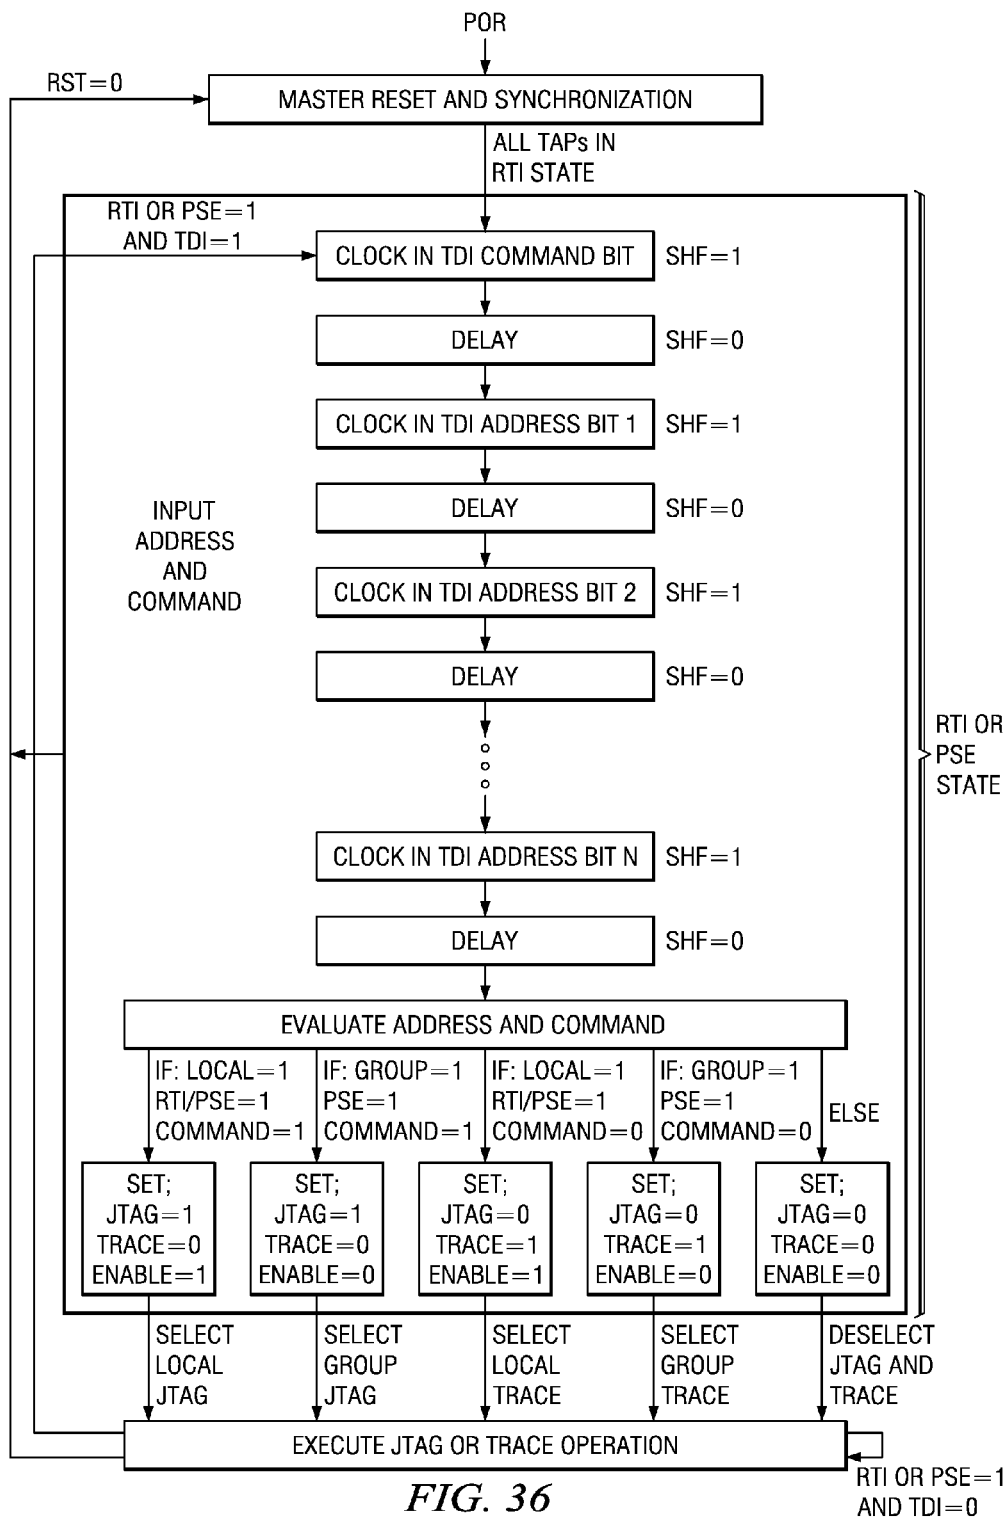 POR
RST=0
MASTER RESET AND SYNCHRONIZATION
ALL TAPs IN
RTI STATE
RTI OR PSE=1
AND TDI=1
CLOCK IN TDI COMMAND BIT
SHF=1
DELAY
SHF=0
CLOCK IN TDI ADDRESS BIT 1
SHF=1
DELAY
SHF=0
INPUT
ADDRESS
AND
COMMAND
CLOCK IN TDI ADDRESS BIT 2
SHF=1
DELAY
SHF=0
RTI OR
PSE
STATE
CLOCK IN TDI ADDRESS BIT N
SHF=1
DELAY
SHF=0
EVALUATE ADDRESS AND COMMAND
IF: LOCAL=1
RTI/PSE=1
COMMAND=1
IF: GROUP=1
PSE=1
COMMAND=1
IF: LOCAL=1
RTI/PSE=1
COMMAND=0
IF: GROUP=1
PSE=1
COMMAND=0
ELSE
SET;
JTAG=1
TRACE=0
ENABLE=1
SET;
JTAG=1
TRACE=0
ENABLE=0
SET;
JTAG=0
TRACE=1
ENABLE=1
SET;
JTAG=0
TRACE=1
ENABLE=0
SET;
JTAG=0
TRACE=0
ENABLE=0
SELECT
LOCAL
JTAG
SELECT
GROUP
JTAG
SELECT
LOCAL
TRACE
SELECT
GROUP
TRACE
DESELECT
JTAG AND
TRACE
EXECUTE JTAG OR TRACE OPERATION
RTI OR PSE=1
AND TDI=0
FIG. 36